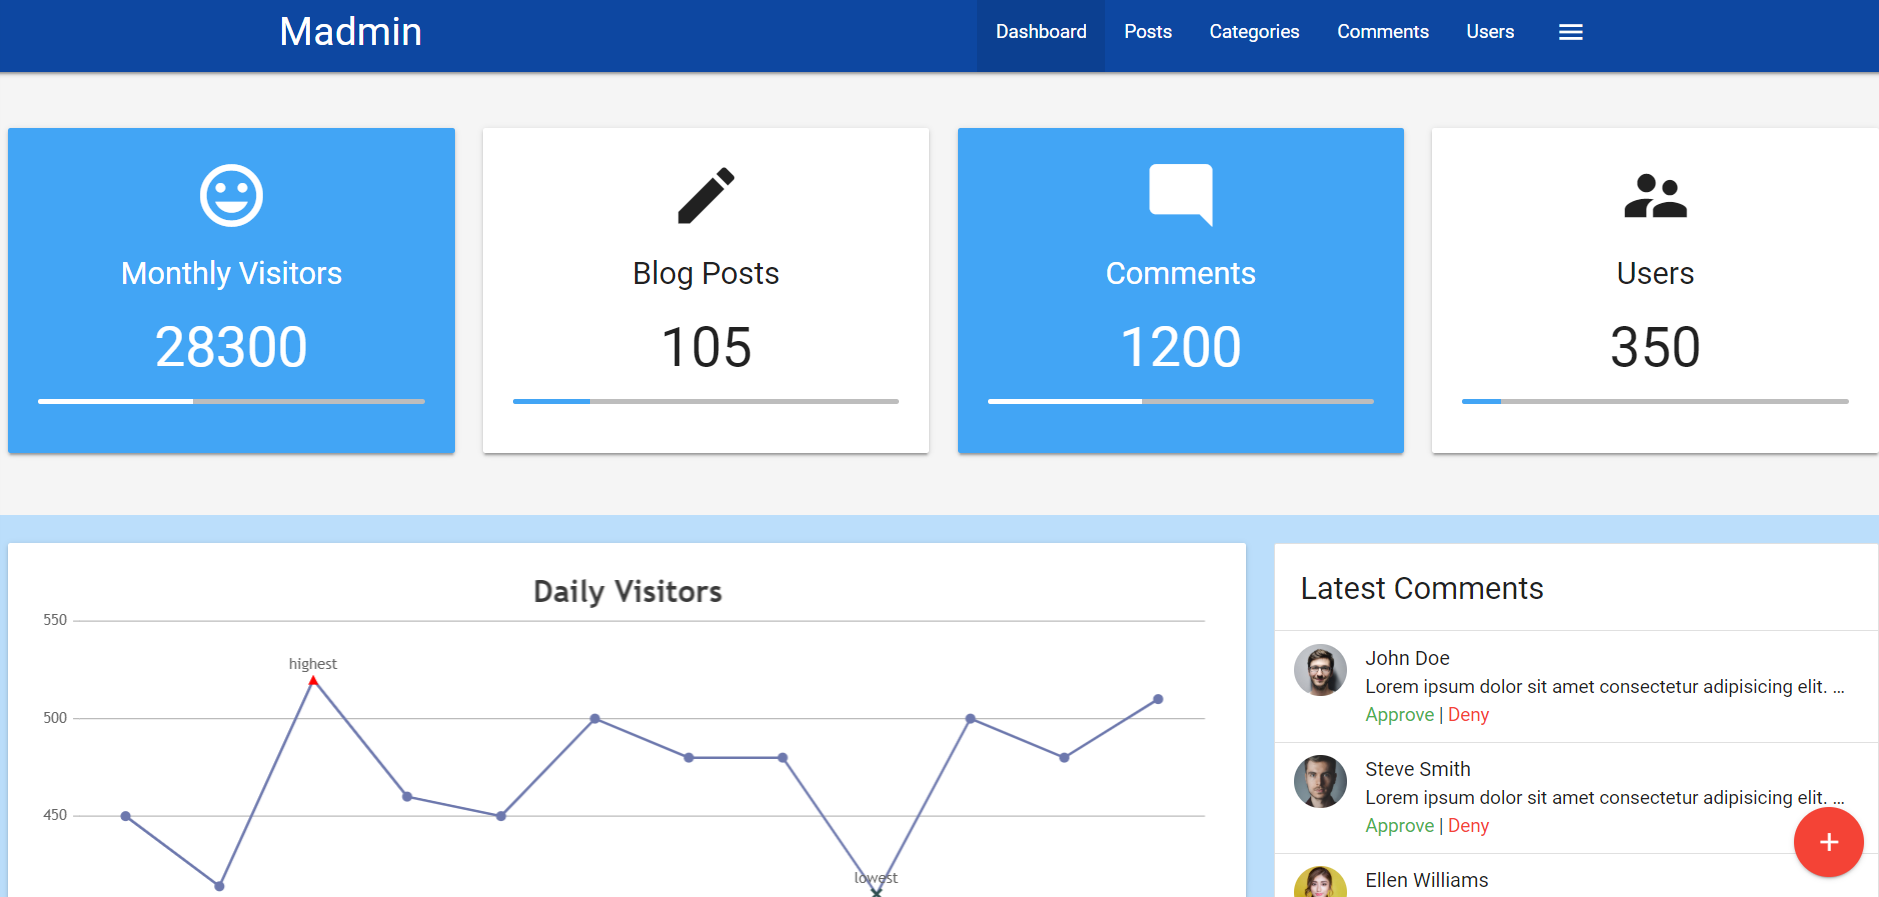 Madmin
Dashboard Posts Categories Comments Users
Monthly Visitors
28300
Blog Posts
105
Comments
1200
Users
350
Daily Visitors
550
highest
500
450
lowest
Latest Comments
John Doe
Lorem ipsum dolor sit amet consectetur adipisicing elit. ...
Approve | Deny
Steve Smith
Lorem ipsum dolor sit amet consectetur adipisicing elit. ...
Approve | Deny
Ellen Williams